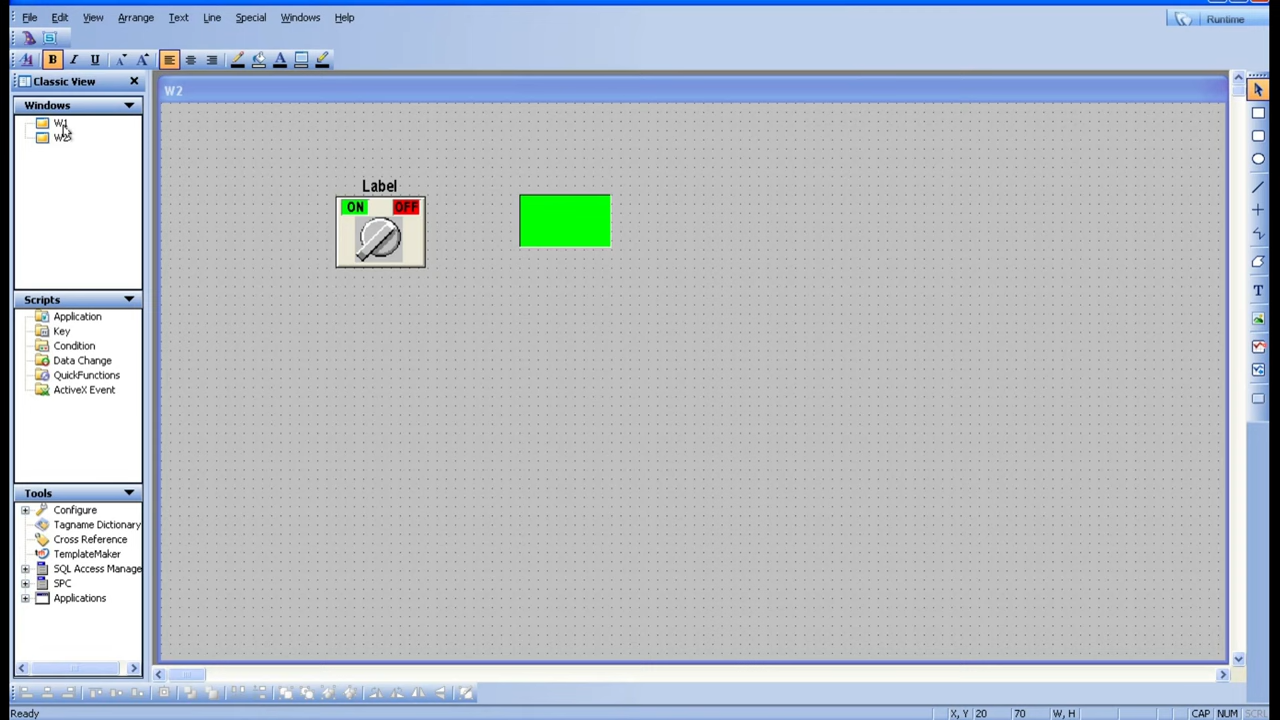 File Edit View Arrange Text Line Special Windows Help
Runtime
B I U A A A
Classic View
Windows
W1
W2
Scripts
Application
Key
Condition
Data Change
QuickFunctions
ActiveX Event
Tools
Configure
Tagname Dictionary
Cross Reference
TemplateMaker
SQL Access Manage
SPC
Applications
W2
Label
ON OFF
T
Ready
X, Y 20 70 W, H CAP NUM SCRL